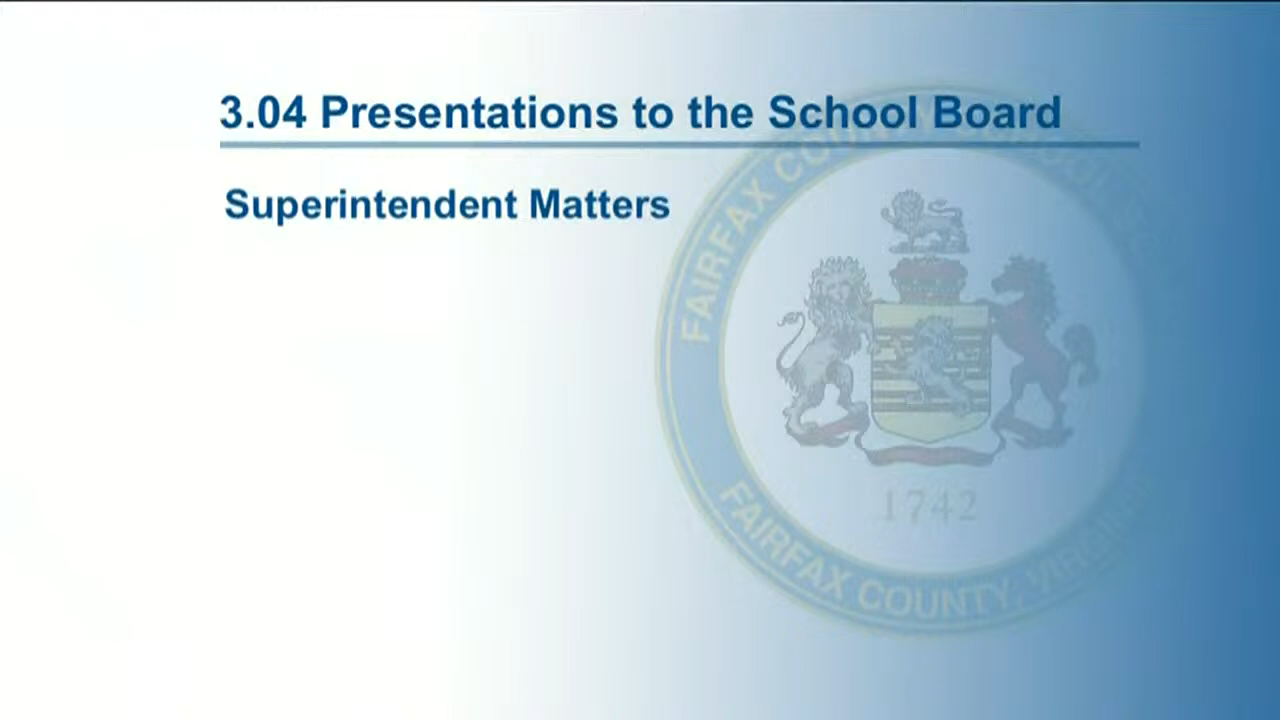 3.04 Presentations to the School Board
Superintendent Matters
FAIRFAX COUNTY
1742
FAIRFAX COUNTY, VIRGINIA